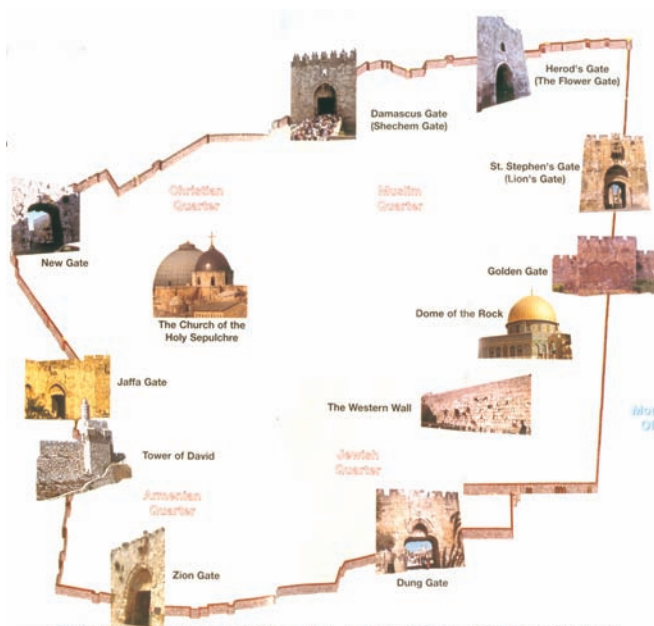 Herod's Gate
(The Flower Gate)
Damascus Gate
(Shechem Gate)
St. Stephen's Gate
(Lion's Gate)
Christian
Quarter
Muslim
Quarter
New Gate
Golden Gate
The Church of the
Holy Sepulchre
Dome of the Rock
Jaffa Gate
The Western Wall
Tower of David
Jewish
Quarter
Armenian
Quarter
Zion Gate
Dung Gate